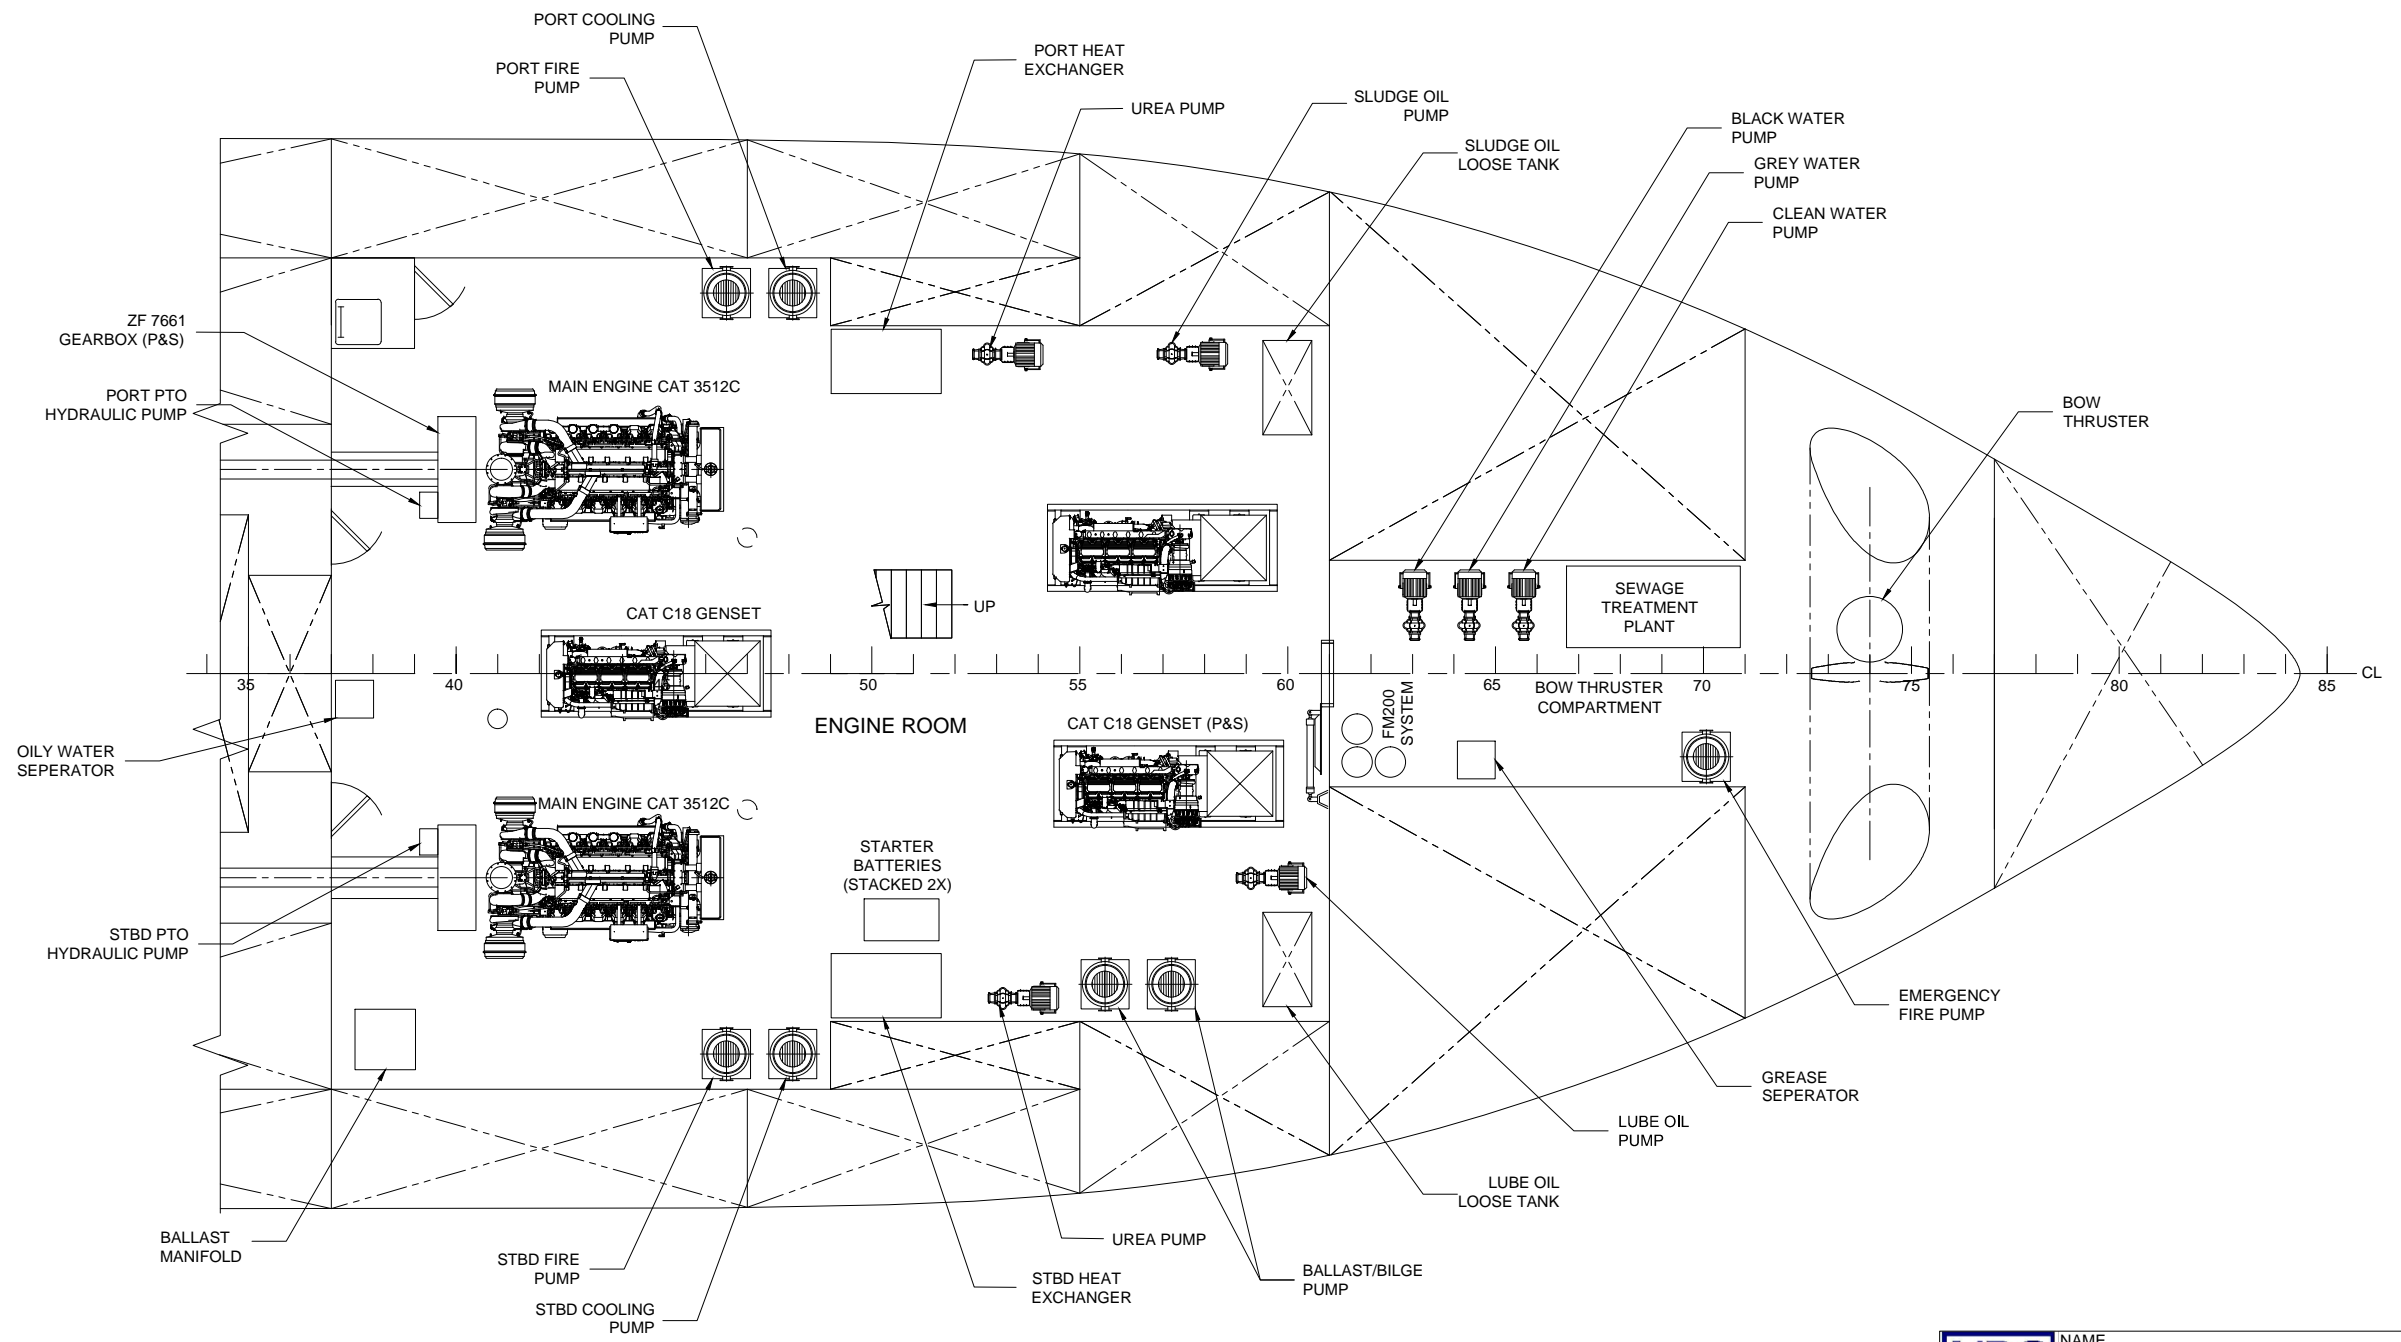 PORT COOLING
PUMP
PORT FIRE
PUMP
PORT HEAT
EXCHANGER
UREA PUMP
SLUDGE OIL
PUMP
SLUDGE OIL
LOOSE TANK
BLACK WATER
PUMP
GREY WATER
PUMP
CLEAN WATER
PUMP
ZF 7661
GEARBOX (P&S)
PORT PTO
HYDRAULIC PUMP
MAIN ENGINE CAT 3512C
BOW
THRUSTER
CAT C18 GENSET
UP
SEWAGE
TREATMENT
PLANT
35
40
45
50
55
60
65
70
75
80
85
CL
BOW THRUSTER
COMPARTMENT
FM200
SYSTEM
ENGINE ROOM
CAT C18 GENSET (P&S)
OILY WATER
SEPERATOR
MAIN ENGINE CAT 3512C
STARTER
BATTERIES
(STACKED 2X)
STBD PTO
HYDRAULIC PUMP
EMERGENCY
FIRE PUMP
GREASE
SEPERATOR
LUBE OIL
PUMP
LUBE OIL
LOOSE TANK
BALLAST
MANIFOLD
STBD FIRE
PUMP
STBD COOLING
PUMP
UREA PUMP
STBD HEAT
EXCHANGER
BALLAST/BILGE
PUMP
NAME